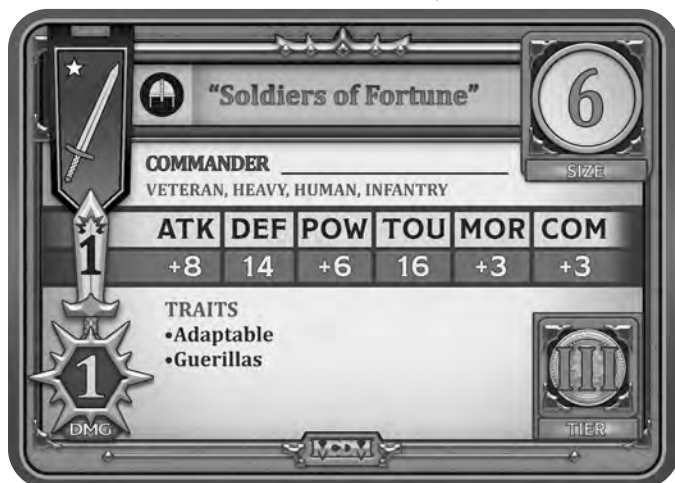 "Soldiers of Fortune"
6
SIZE
COMMANDER
VETERAN, HEAVY, HUMAN, INFANTRY
1
ATK DEF POW TOU MOR COM
+8 14 +6 16 +3 +3
TRAITS
•Adaptable
•Guerillas
1
DMG
III
TIER
MCDM